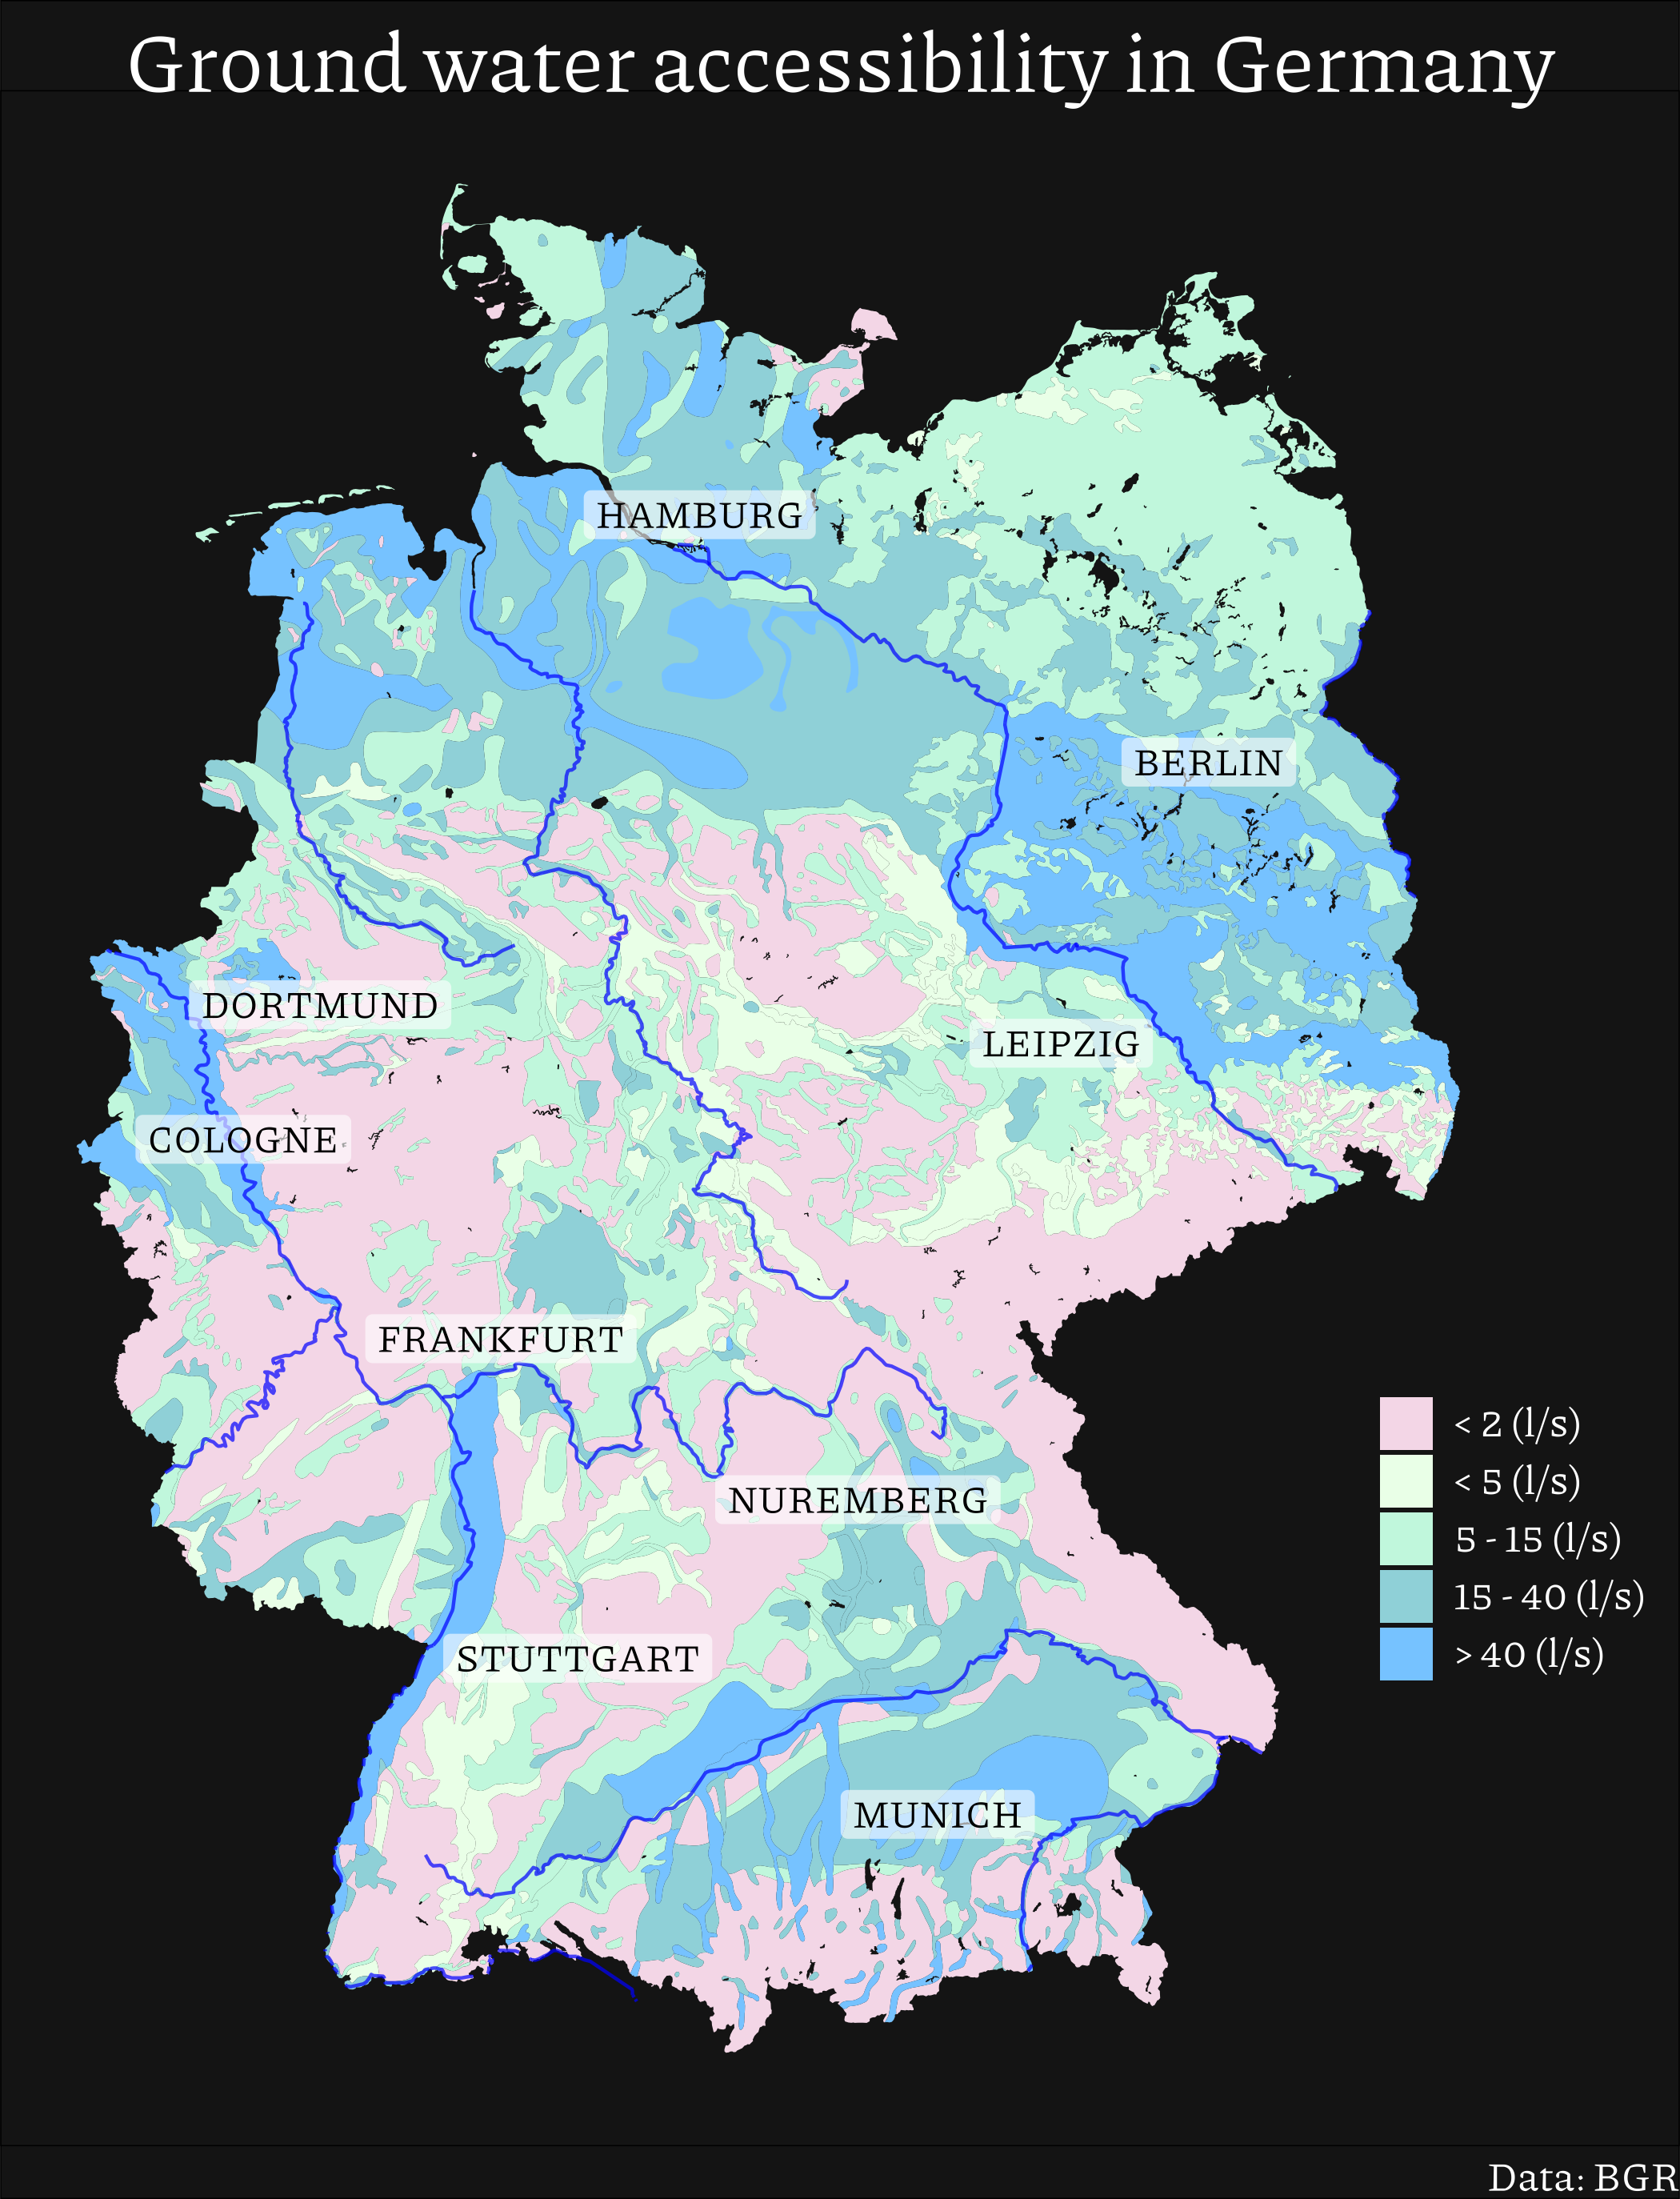 Ground water accessibility in Germany
HAMBURG
BERLIN
DORTMUND
LEIPZIG
COLOGNE
FRANKFURT
NUREMBERG
STUTTGART
MUNICH
< 2 (l/s)
< 5 (l/s)
5 - 15 (l/s)
15 - 40 (l/s)
> 40 (l/s)
Data: BGR